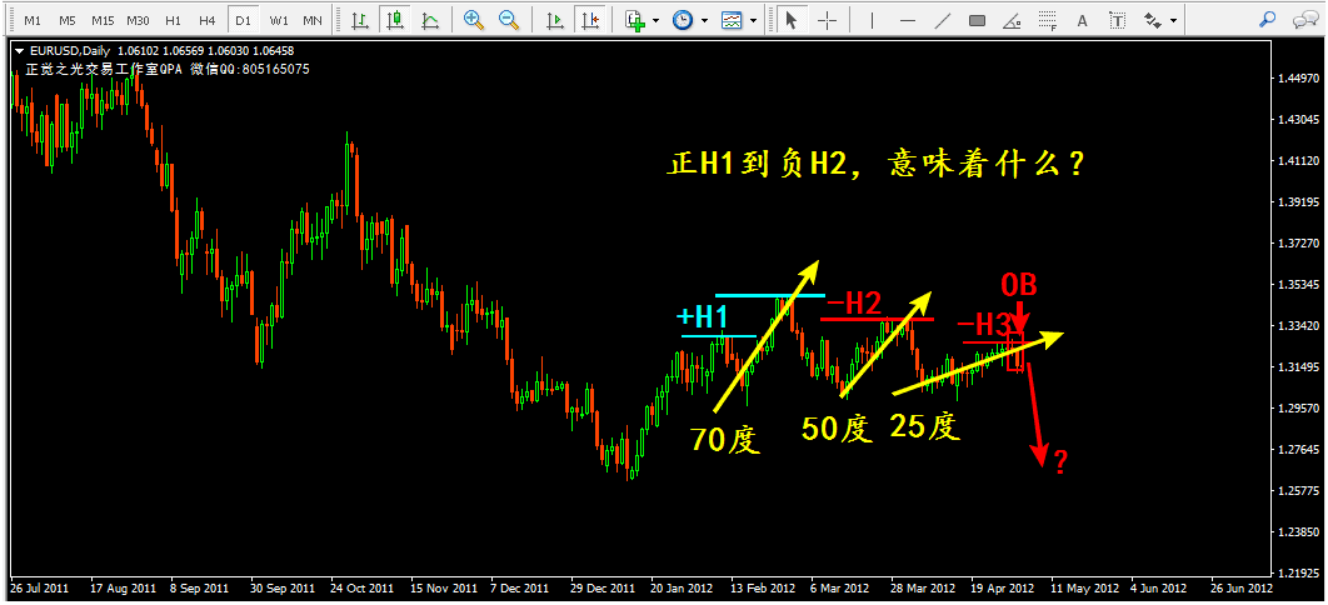 M1 M5 M15 M30 H1 H4 D1 W1 MN
EURUSD,Daily 1.06102 1.06569 1.06030 1.06458
正觉之光交易工作室QPA 微信QQ:805165075
正H1到负H2，意味着什么？
+H1
-H2
OB
-H3
70度
50度
25度
?
1.44970
1.43045
1.41120
1.39195
1.37270
1.35345
1.33420
1.31495
1.29570
1.27645
1.25775
1.23850
1.21925
26 Jul 2011 17 Aug 2011 8 Sep 2011 30 Sep 2011 24 Oct 2011 15 Nov 2011 7 Dec 2011 29 Dec 2011 20 Jan 2012 13 Feb 2012 6 Mar 2012 28 Mar 2012 19 Apr 2012 11 May 2012 4 Jun 2012 26 Jun 2012